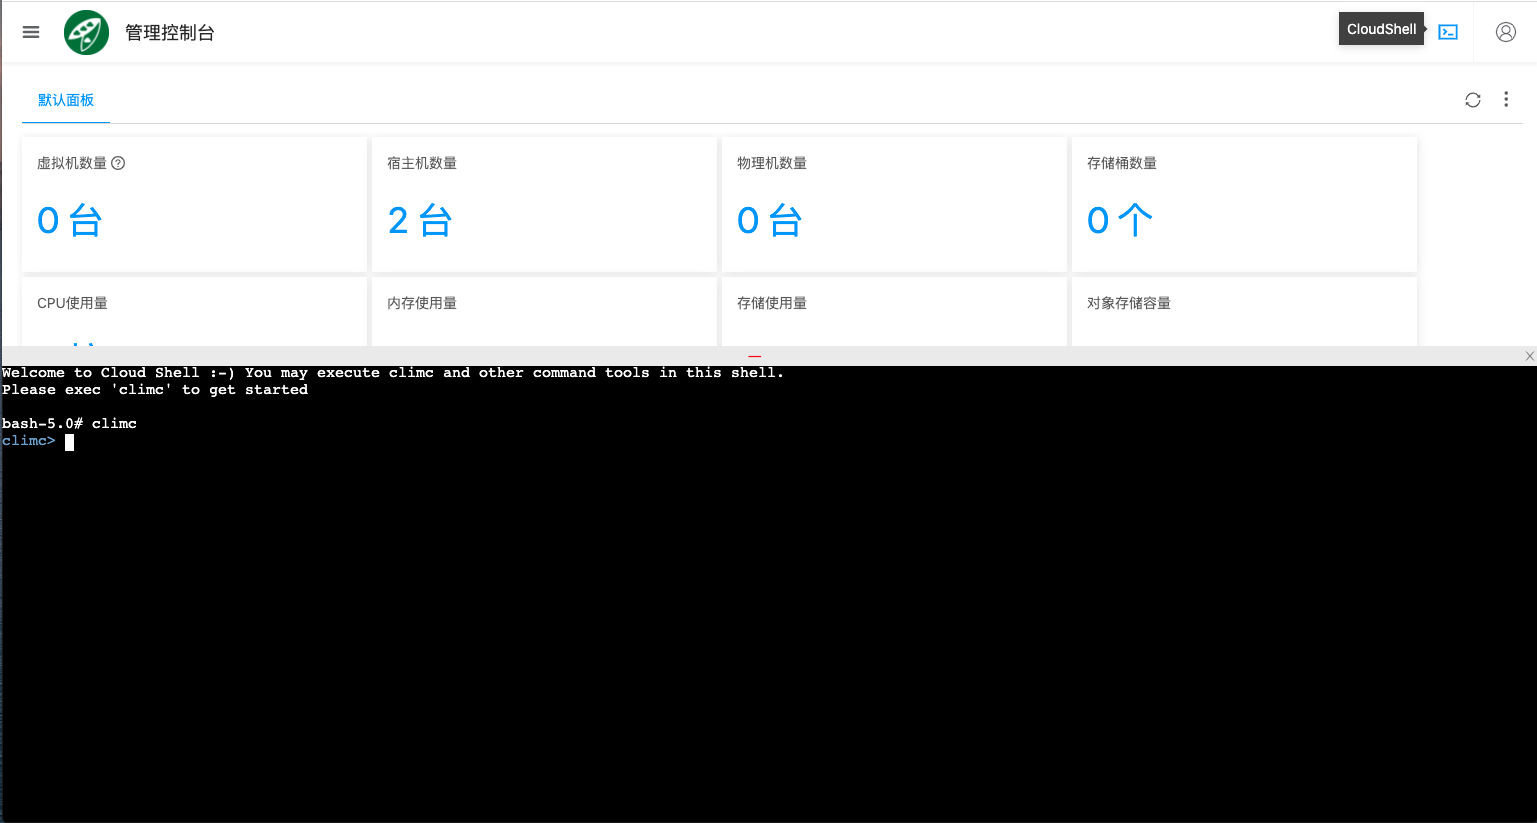 管理控制台
CloudShell
默认面板
虚拟机数量
0 台
宿主机数量
2 台
物理机数量
0 台
存储桶数量
0 个
CPU使用量
内存使用量
存储使用量
对象存储容量
Welcome to Cloud Shell :-) You may execute climc and other command tools in this shell.
Please exec 'climc' to get started
bash-5.0# climc
climc>